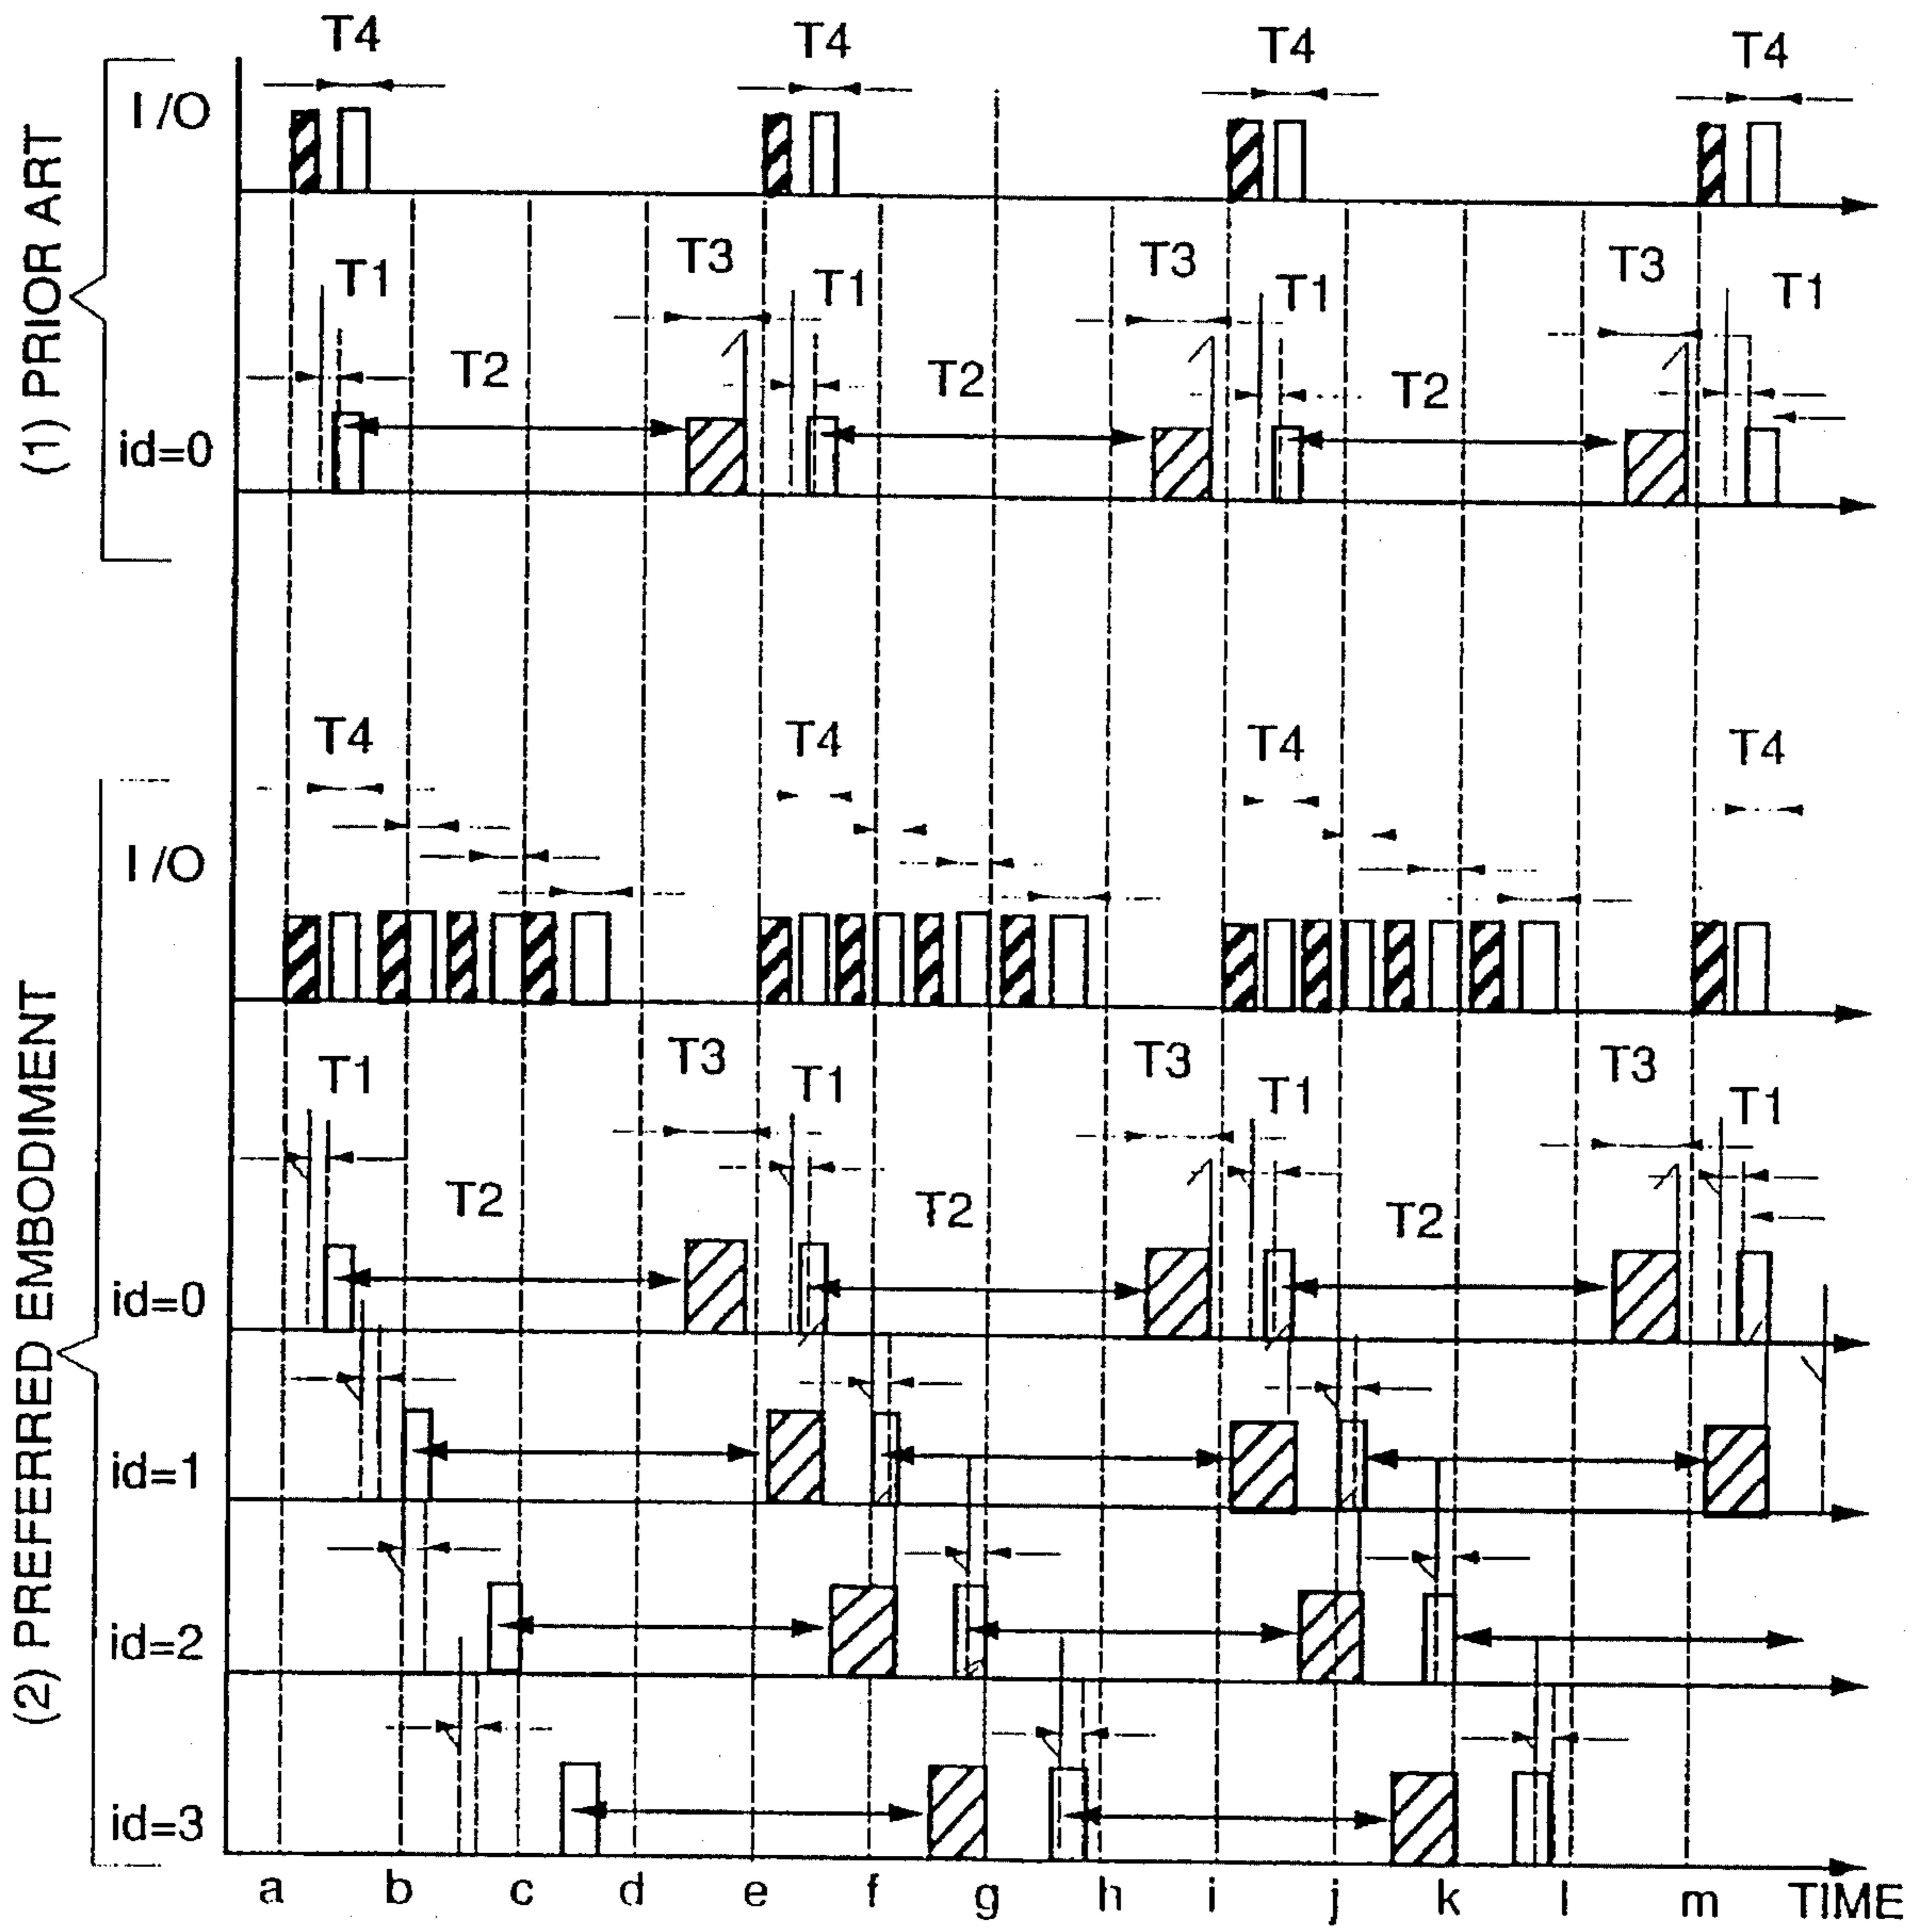 (1) PRIOR ART
T4 T4 T4 T4
I/O
T3 T3 T3
T1 T1 T1 T1
T2 T2 T2
id=0
(2) PREFERRED EMBODIMENT
T4 T4 T4 T4
I/O
T3 T3 T3
T1 T1 T1 T1
T2 T2 T2
id=0
id=1
id=2
id=3
a b c d e f g h i j k l m TIME